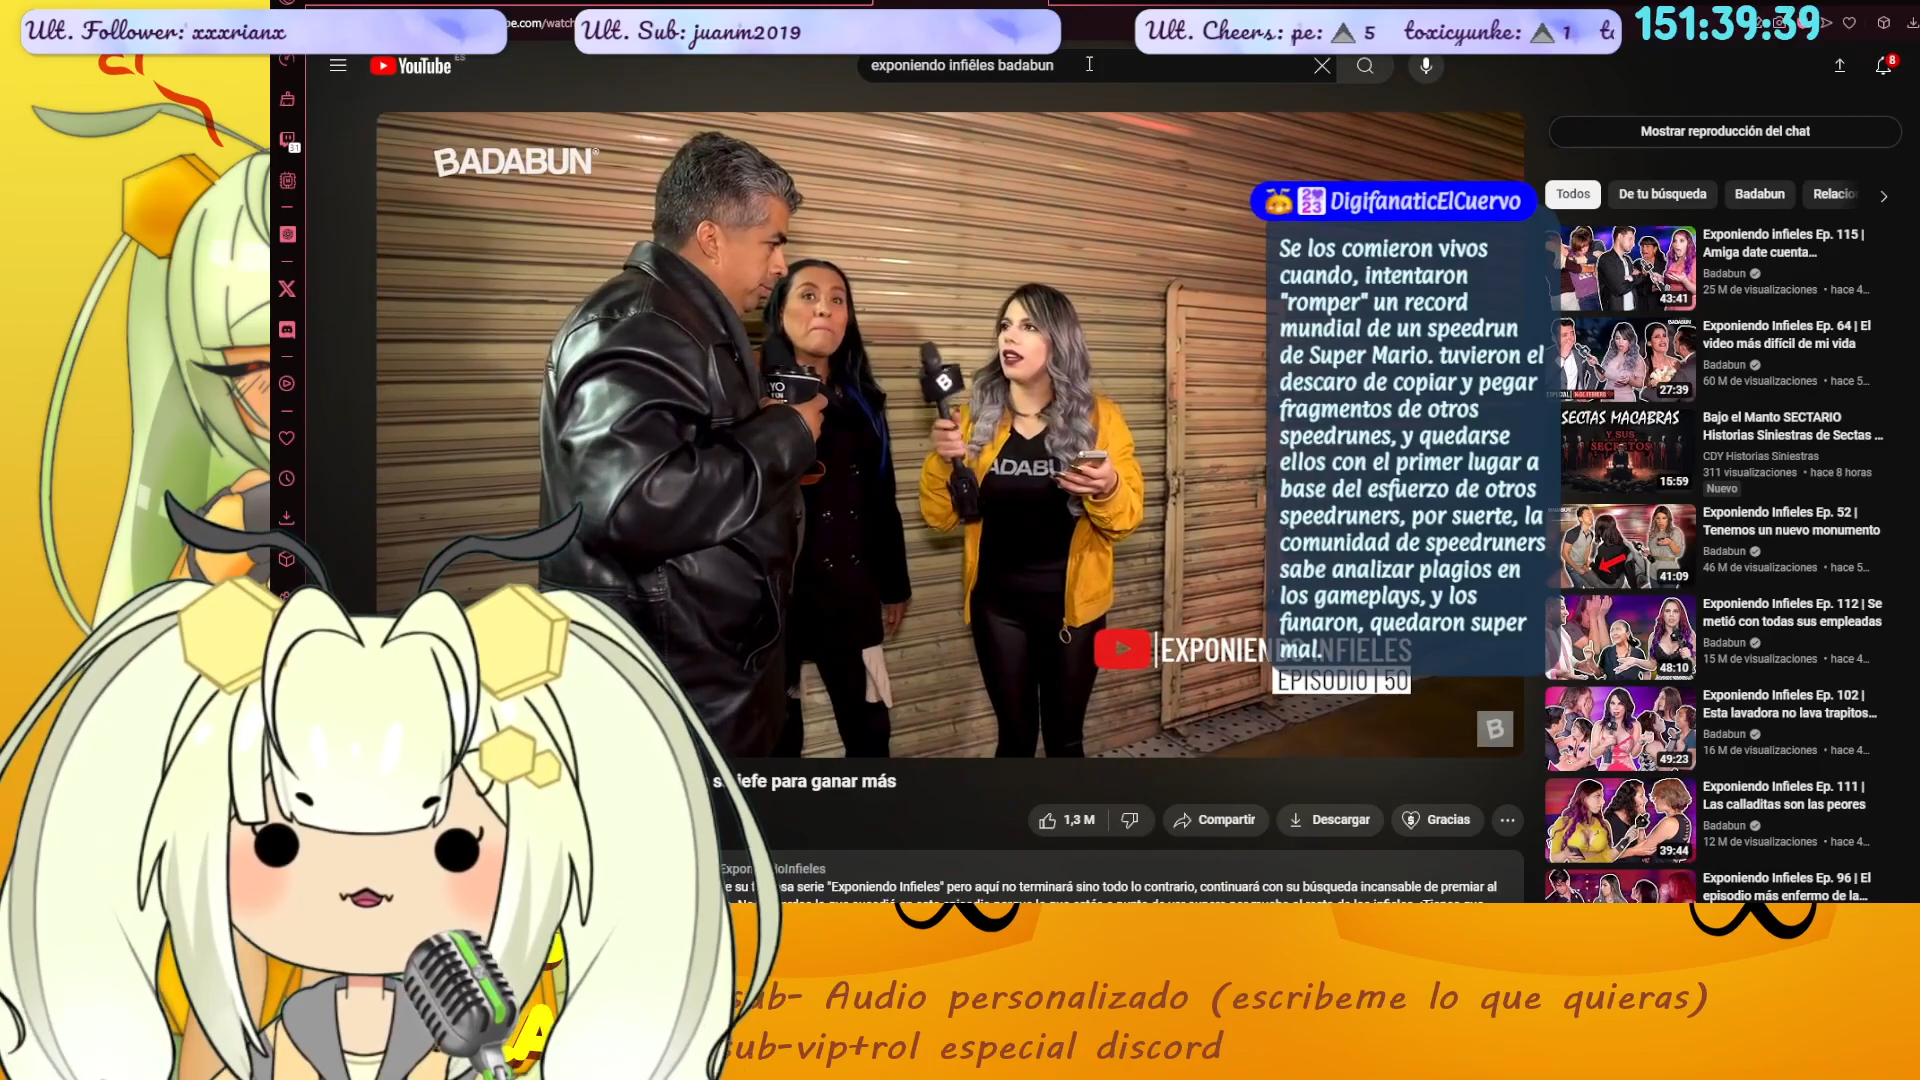 Ult. Follower: xxxrianx
Ult. Sub: juanm2019
Ult. Cheers: pe: 5 toxicyunke: 1
151:39:39
YouTube
ES
exponiendo infiéles badabun
8
31
Mostrar reproducción del chat
BADABUN
Todos
De tu búsqueda
Badabun
DigifanaticElCuervo
Se los comieron vivos
cuando, intentaron
"romper" un record
mundial de un speedrun
de Super Mario. tuvieron el
descaro de copiar y pegar
fragmentos de otros
speedrunes, y quedarse
ellos con el primer lugar a
base del esfuerzo de otros
speedruners, por suerte, la
comunidad de speedruners
sabe analizar plagios en
los gameplays, y los
funaron, quedaron super
mal.
EPISODIO | 50
B
Exponiendo infieles Ep. 115 |
Amiga date cuenta...
Badabun
25 M de visualizaciones • hace 4...
43:41
Exponiendo Infieles Ep. 64 | El
video más difícil de mi vida
Badabun
60 M de visualizaciones • hace 5...
27:39
SECTAS MACABRAS
Y SUS
SECRETOS
Bajo el Manto SECTARIO
Historias Siniestras de Sectas ...
CDY Historias Siniestras
311 visualizaciones • hace 8 horas
Nuevo
15:59
Exponiendo Infieles Ep. 52 |
Tenemos un nuevo monumento
Badabun
46 M de visualizaciones • hace 5...
41:09
Exponiendo Infieles Ep. 112 | Se
metió con todas sus empleadas
Badabun
15 M de visualizaciones • hace 4...
48:10
Exponiendo Infieles Ep. 102 |
Esta lavadora no lava trapitos...
Badabun
16 M de visualizaciones • hace 4...
49:23
Exponiendo Infieles Ep. 111 |
Las calladitas son las peores
Badabun
12 M de visualizaciones • hace 4...
39:44
Exponiendo Infieles Ep. 96 | El
episodio más enfermo de la...
jefe para ganar más
1,3 M
Compartir
Descargar
Gracias
serie "Exponiendo Infieles" pero aquí no terminará sino todo lo contrario, continuará con su búsqueda incansable de premiar al
sub- Audio personalizado (escribeme lo que quieras)
sub-vip+rol especial discord